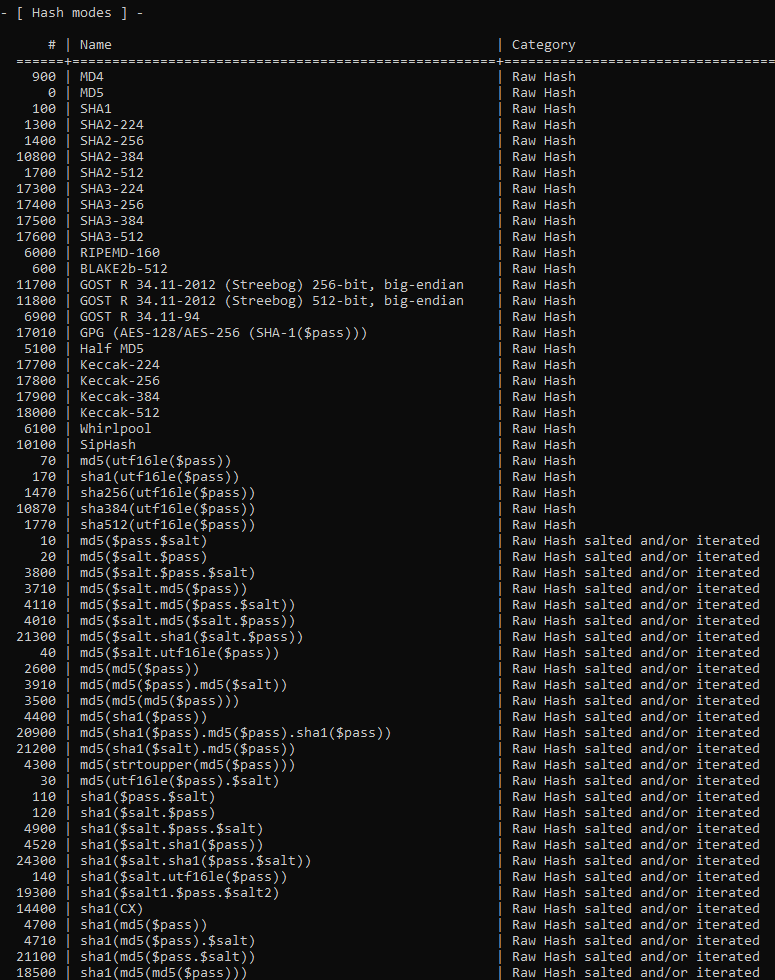 - [ Hash modes ] -
# | Name | Category
======+=====================================================+==================================
900 | MD4 | Raw Hash
0 | MD5 | Raw Hash
100 | SHA1 | Raw Hash
1300 | SHA2-224 | Raw Hash
1400 | SHA2-256 | Raw Hash
10800 | SHA2-384 | Raw Hash
1700 | SHA2-512 | Raw Hash
17300 | SHA3-224 | Raw Hash
17400 | SHA3-256 | Raw Hash
17500 | SHA3-384 | Raw Hash
17600 | SHA3-512 | Raw Hash
6000 | RIPEMD-160 | Raw Hash
600 | BLAKE2b-512 | Raw Hash
11700 | GOST R 34.11-2012 (Streebog) 256-bit, big-endian | Raw Hash
11800 | GOST R 34.11-2012 (Streebog) 512-bit, big-endian | Raw Hash
6900 | GOST R 34.11-94 | Raw Hash
17010 | GPG (AES-128/AES-256 (SHA-1($pass))) | Raw Hash
5100 | Half MD5 | Raw Hash
17700 | Keccak-224 | Raw Hash
17800 | Keccak-256 | Raw Hash
17900 | Keccak-384 | Raw Hash
18000 | Keccak-512 | Raw Hash
6100 | Whirlpool | Raw Hash
10100 | SipHash | Raw Hash
70 | md5(utf16le($pass)) | Raw Hash
170 | sha1(utf16le($pass)) | Raw Hash
1470 | sha256(utf16le($pass)) | Raw Hash
10870 | sha384(utf16le($pass)) | Raw Hash
1770 | sha512(utf16le($pass)) | Raw Hash
10 | md5($pass.$salt) | Raw Hash salted and/or iterated
20 | md5($salt.$pass) | Raw Hash salted and/or iterated
3800 | md5($salt.$pass.$salt) | Raw Hash salted and/or iterated
3710 | md5($salt.md5($pass)) | Raw Hash salted and/or iterated
4110 | md5($salt.md5($pass.$salt)) | Raw Hash salted and/or iterated
4010 | md5($salt.md5($salt.$pass)) | Raw Hash salted and/or iterated
21300 | md5($salt.sha1($salt.$pass)) | Raw Hash salted and/or iterated
40 | md5($salt.utf16le($pass)) | Raw Hash salted and/or iterated
2600 | md5(md5($pass)) | Raw Hash salted and/or iterated
3910 | md5(md5($pass).md5($salt)) | Raw Hash salted and/or iterated
3500 | md5(md5(md5($pass))) | Raw Hash salted and/or iterated
4400 | md5(sha1($pass)) | Raw Hash salted and/or iterated
20900 | md5(sha1($pass).md5($pass).sha1($pass)) | Raw Hash salted and/or iterated
21200 | md5(sha1($salt).md5($pass)) | Raw Hash salted and/or iterated
4300 | md5(strtoupper(md5($pass))) | Raw Hash salted and/or iterated
30 | md5(utf16le($pass).$salt) | Raw Hash salted and/or iterated
110 | sha1($pass.$salt) | Raw Hash salted and/or iterated
120 | sha1($salt.$pass) | Raw Hash salted and/or iterated
4900 | sha1($salt.$pass.$salt) | Raw Hash salted and/or iterated
4520 | sha1($salt.sha1($pass)) | Raw Hash salted and/or iterated
24300 | sha1($salt.sha1($pass.$salt)) | Raw Hash salted and/or iterated
140 | sha1($salt.utf16le($pass)) | Raw Hash salted and/or iterated
19300 | sha1($salt1.$pass.$salt2) | Raw Hash salted and/or iterated
14400 | sha1(CX) | Raw Hash salted and/or iterated
4700 | sha1(md5($pass)) | Raw Hash salted and/or iterated
4710 | sha1(md5($pass).$salt) | Raw Hash salted and/or iterated
21100 | sha1(md5($pass.$salt)) | Raw Hash salted and/or iterated
18500 | sha1(md5(md5($pass))) | Raw Hash salted and/or iterated